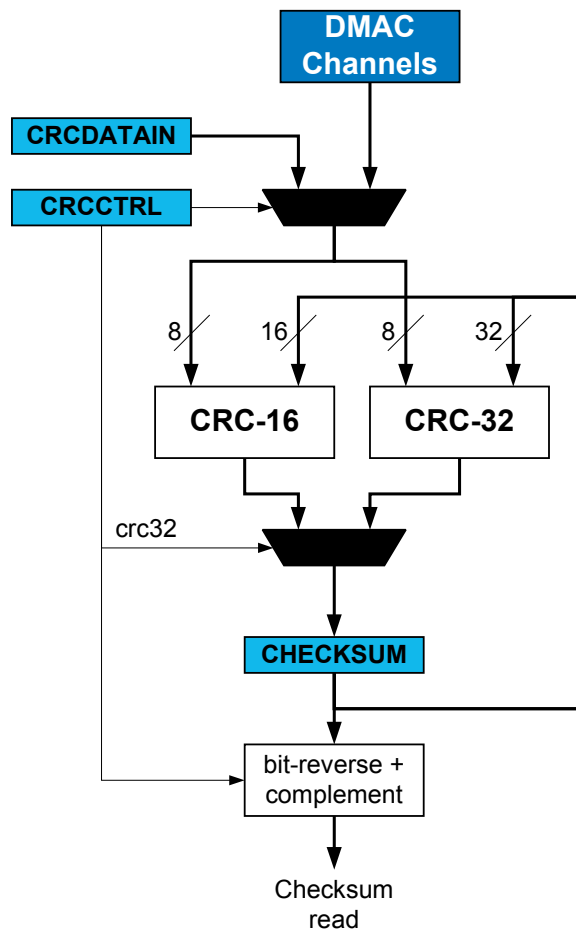 DMAC
Channels
CRCDATAIN
CRCCTRL
8
16
8
32
CRC-16
CRC-32
crc32
CHECKSUM
bit-reverse +
complement
Checksum
read